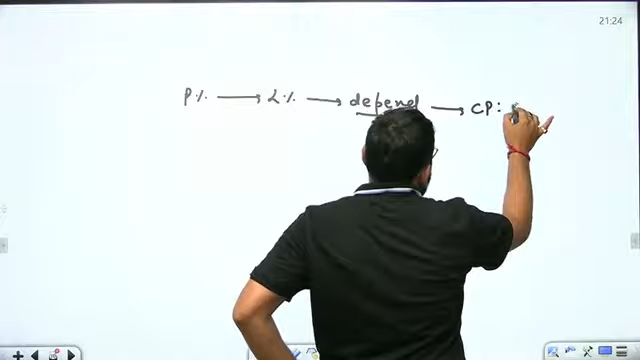 21:24
P% → L% → depend → CP: